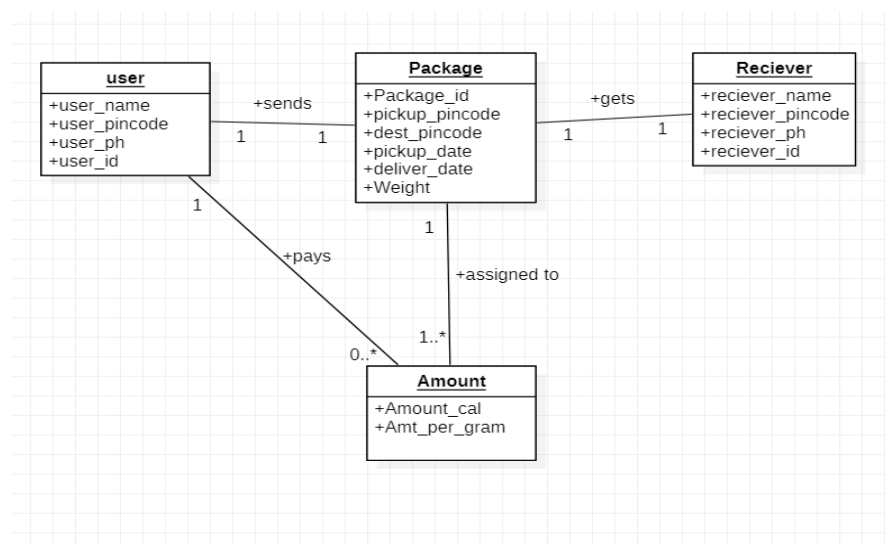 user
+user_name
+user_pincode
+user_ph
+user_id
+sends
1
1
Package
+Package_id
+pickup_pincode
+dest_pincode
+pickup_date
+deliver_date
+Weight
+gets
1
1
Reciever
+reciever_name
+reciever_pincode
+reciever_ph
+reciever_id
1
+pays
0..*
1
+assigned to
1..*
Amount
+Amount_cal
+Amt_per_gram